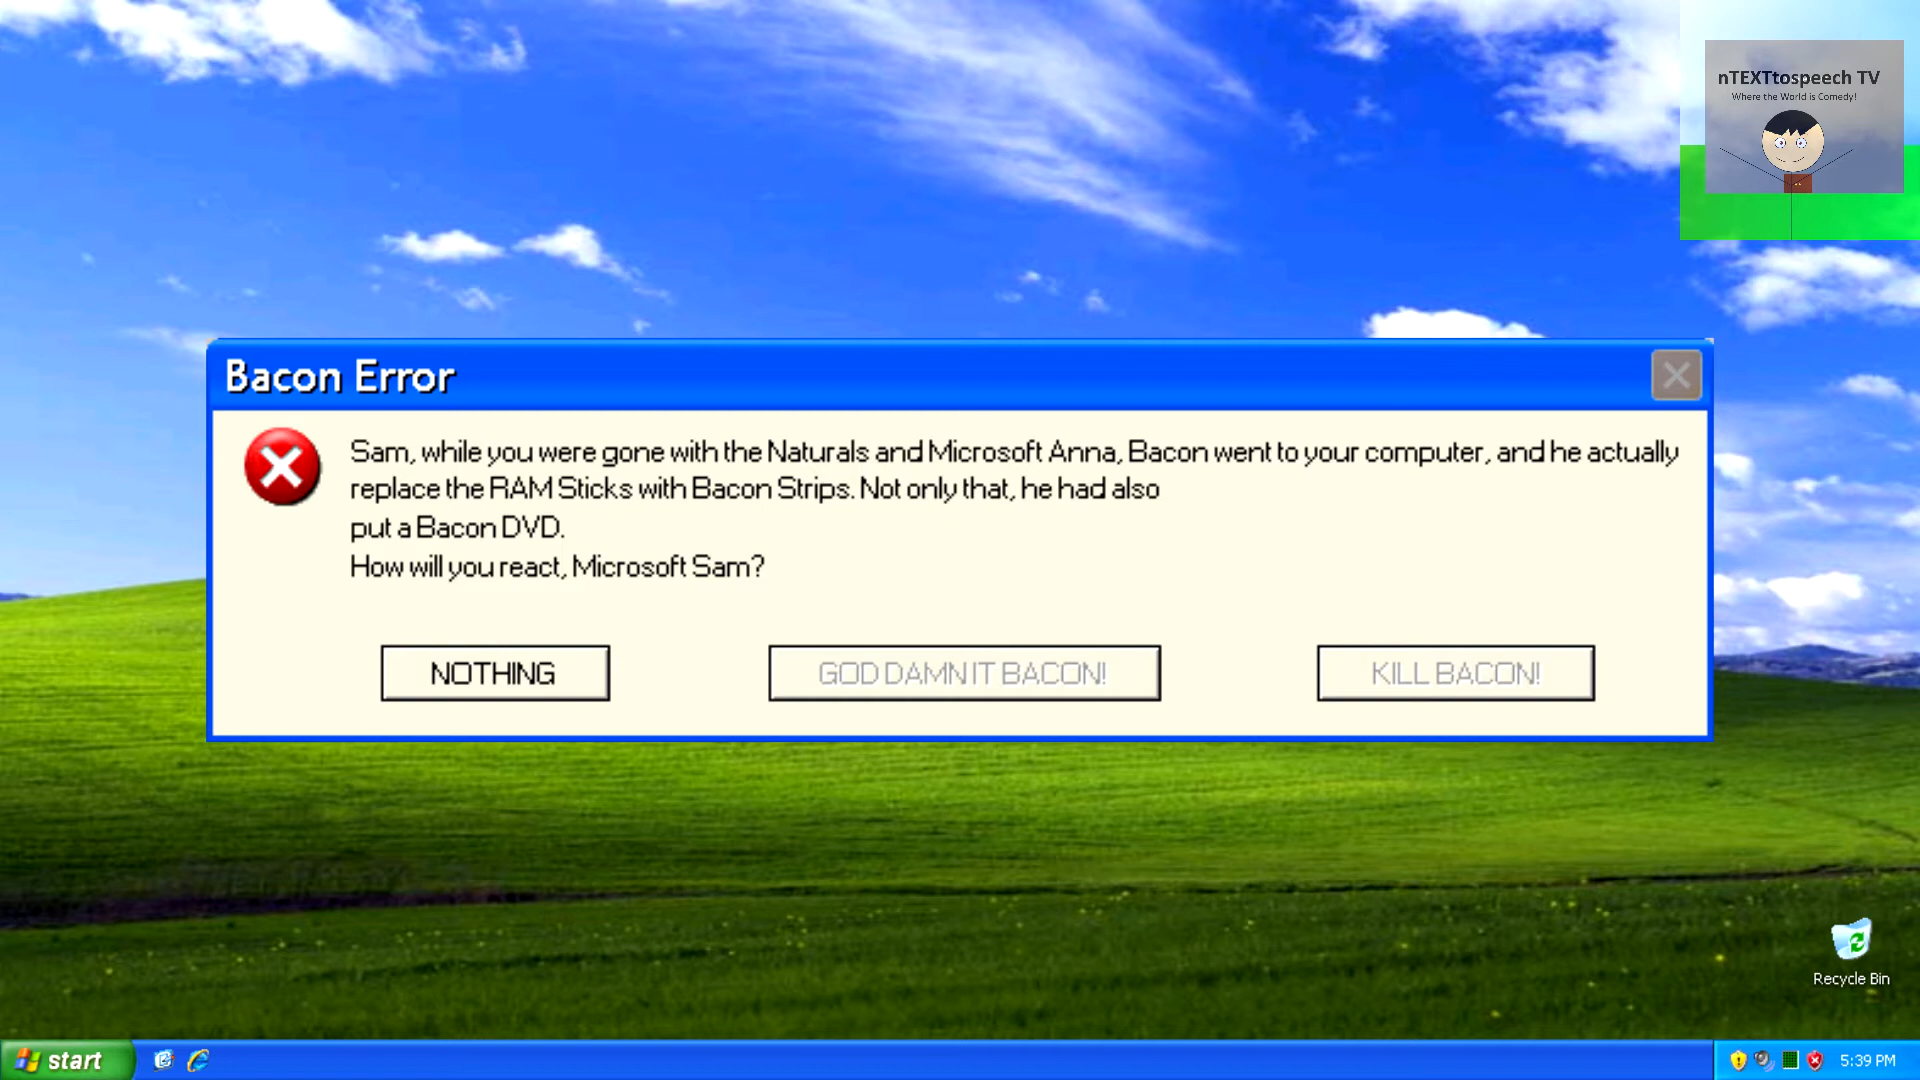 nTEXTtospeech TV
Where the World is Comedy!
Bacon Error
Sam, while you were gone with the Naturals and Microsoft Anna, Bacon went to your computer, and he actually
replace the RAM Sticks with Bacon Strips. Not only that, he had also
put a Bacon DVD.
How will you react, Microsoft Sam?
NOTHING
GOD DAMN IT BACON!
KILL BACON!
Recycle Bin
start
5:39 PM